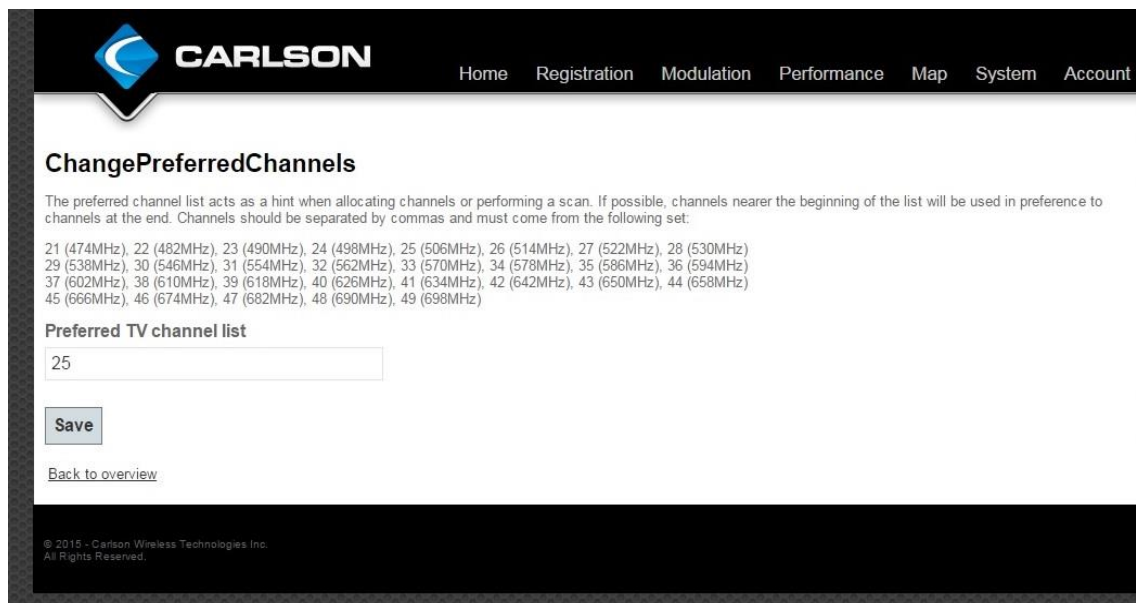 CARLSON
Home Registration Modulation Performance Map System Account
ChangePreferredChannels
The preferred channel list acts as a hint when allocating channels or performing a scan. If possible, channels nearer the beginning of the list will be used in preference to
channels at the end. Channels should be separated by commas and must come from the following set:
21 (474MHz), 22 (482MHz), 23 (490MHz), 24 (498MHz), 25 (506MHz), 26 (514MHz), 27 (522MHz), 28 (530MHz)
29 (538MHz), 30 (546MHz), 31 (554MHz), 32 (562MHz), 33 (570MHz), 34 (578MHz), 35 (586MHz), 36 (594MHz)
37 (602MHz), 38 (610MHz), 39 (618MHz), 40 (626MHz), 41 (634MHz), 42 (642MHz), 43 (650MHz), 44 (658MHz)
45 (666MHz), 46 (674MHz), 47 (682MHz), 48 (690MHz), 49 (698MHz)
Preferred TV channel list
25
Save
Back to overview
© 2015 - Carlson Wireless Technologies Inc.
All Rights Reserved.